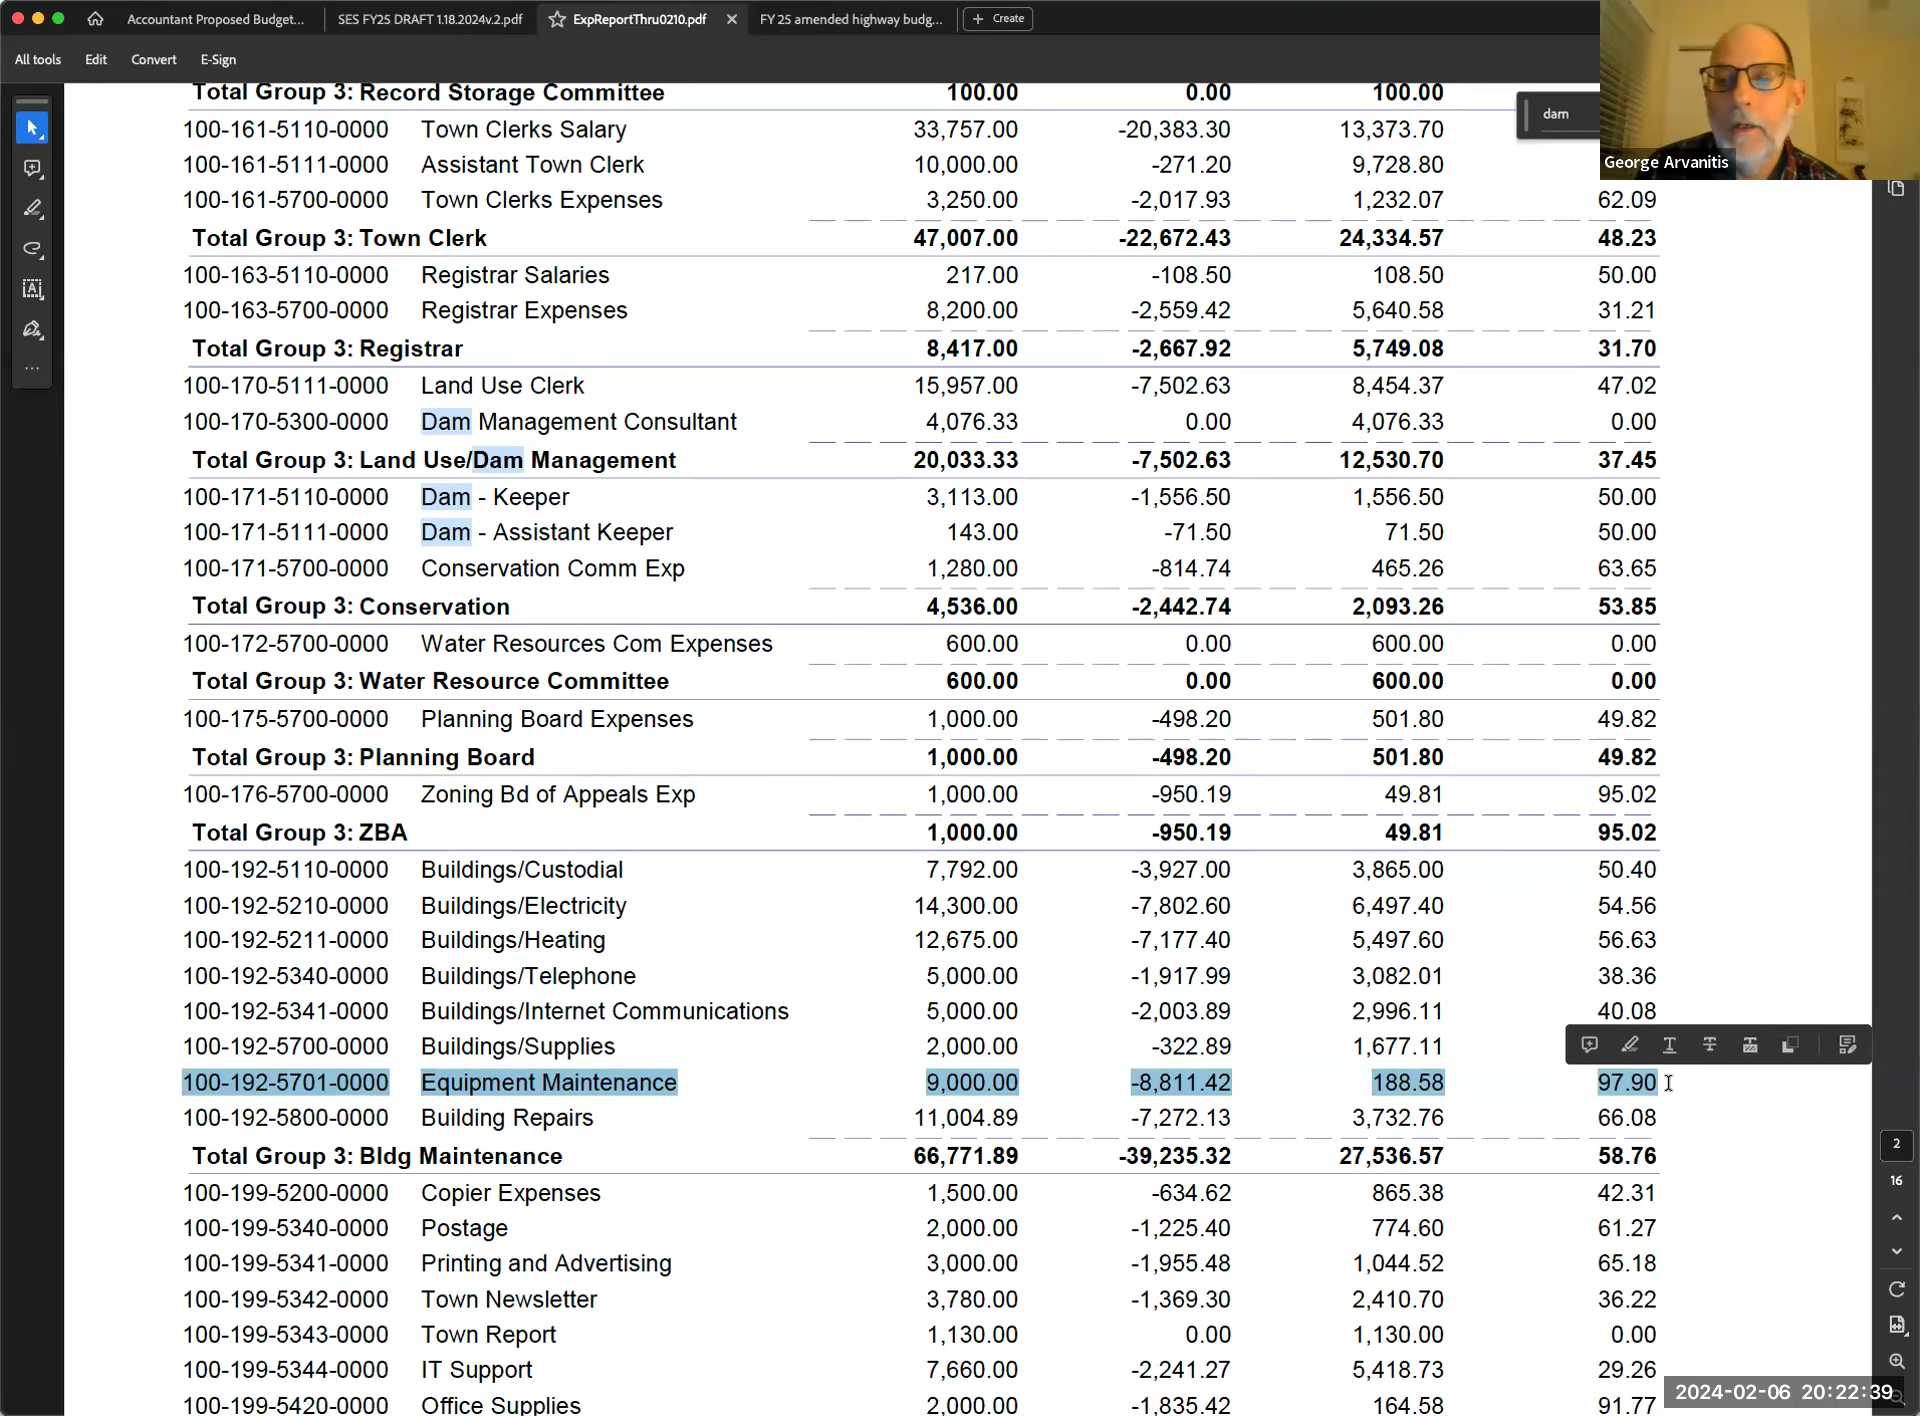 Accountant Proposed Budget... SES FY25 DRAFT 1.18.2024v.2.pdf ExpReportThru0210.pdf FY 25 amended highway budg... Create
All tools Edit Convert E-Sign
dam
George Arvanitis
Total Group 3: Record Storage Committee 100.00 0.00 100.00
100-161-5110-0000 Town Clerks Salary 33,757.00 -20,383.30 13,373.70
100-161-5111-0000 Assistant Town Clerk 10,000.00 -271.20 9,728.80
100-161-5700-0000 Town Clerks Expenses 3,250.00 -2,017.93 1,232.07 62.09
Total Group 3: Town Clerk 47,007.00 -22,672.43 24,334.57 48.23
100-163-5110-0000 Registrar Salaries 217.00 -108.50 108.50 50.00
100-163-5700-0000 Registrar Expenses 8,200.00 -2,559.42 5,640.58 31.21
Total Group 3: Registrar 8,417.00 -2,667.92 5,749.08 31.70
100-170-5111-0000 Land Use Clerk 15,957.00 -7,502.63 8,454.37 47.02
100-170-5300-0000 Dam Management Consultant 4,076.33 0.00 4,076.33 0.00
Total Group 3: Land Use/Dam Management 20,033.33 -7,502.63 12,530.70 37.45
100-171-5110-0000 Dam - Keeper 3,113.00 -1,556.50 1,556.50 50.00
100-171-5111-0000 Dam - Assistant Keeper 143.00 -71.50 71.50 50.00
100-171-5700-0000 Conservation Comm Exp 1,280.00 -814.74 465.26 63.65
Total Group 3: Conservation 4,536.00 -2,442.74 2,093.26 53.85
100-172-5700-0000 Water Resources Com Expenses 600.00 0.00 600.00 0.00
Total Group 3: Water Resource Committee 600.00 0.00 600.00 0.00
100-175-5700-0000 Planning Board Expenses 1,000.00 -498.20 501.80 49.82
Total Group 3: Planning Board 1,000.00 -498.20 501.80 49.82
100-176-5700-0000 Zoning Bd of Appeals Exp 1,000.00 -950.19 49.81 95.02
Total Group 3: ZBA 1,000.00 -950.19 49.81 95.02
100-192-5110-0000 Buildings/Custodial 7,792.00 -3,927.00 3,865.00 50.40
100-192-5210-0000 Buildings/Electricity 14,300.00 -7,802.60 6,497.40 54.56
100-192-5211-0000 Buildings/Heating 12,675.00 -7,177.40 5,497.60 56.63
100-192-5340-0000 Buildings/Telephone 5,000.00 -1,917.99 3,082.01 38.36
100-192-5341-0000 Buildings/Internet Communications 5,000.00 -2,003.89 2,996.11 40.08
100-192-5700-0000 Buildings/Supplies 2,000.00 -322.89 1,677.11
100-192-5701-0000 Equipment Maintenance 9,000.00 -8,811.42 188.58 97.90
100-192-5800-0000 Building Repairs 11,004.89 -7,272.13 3,732.76 66.08
Total Group 3: Bldg Maintenance 66,771.89 -39,235.32 27,536.57 58.76
2
16
100-199-5200-0000 Copier Expenses 1,500.00 -634.62 865.38 42.31
100-199-5340-0000 Postage 2,000.00 -1,225.40 774.60 61.27
100-199-5341-0000 Printing and Advertising 3,000.00 -1,955.48 1,044.52 65.18
100-199-5342-0000 Town Newsletter 3,780.00 -1,369.30 2,410.70 36.22
100-199-5343-0000 Town Report 1,130.00 0.00 1,130.00 0.00
100-199-5344-0000 IT Support 7,660.00 -2,241.27 5,418.73 29.26
100-199-5420-0000 Office Supplies 2,000.00 -1,835.42 164.58 91.77
2024-02-06 20:22:39